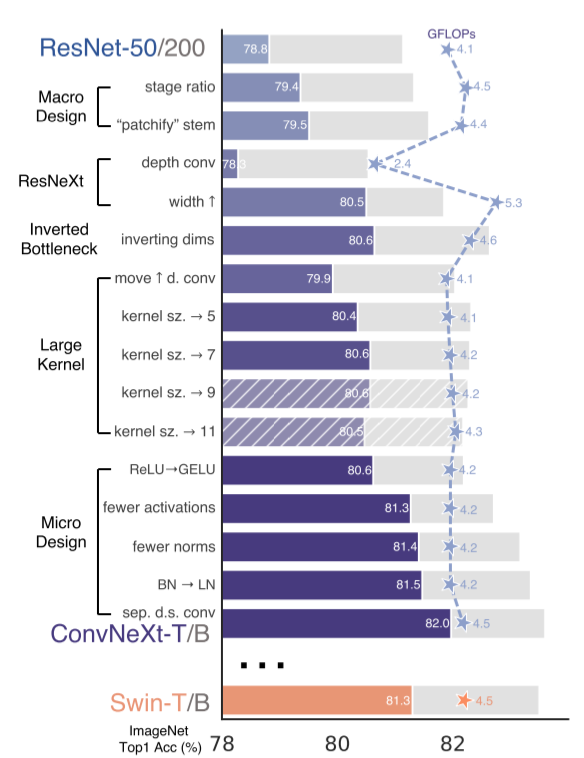 GFLOPs
ResNet-50/200 78.8 4.1
Macro
Design
stage ratio 79.4 4.5
“patchify” stem 79.5 4.4
ResNeXt
depth conv 78.3 2.4
width ↑ 80.5 5.3
Inverted
Bottleneck
inverting dims 80.6 4.6
Large
Kernel
move ↑ d. conv 79.9 4.1
kernel sz. → 5 80.4 4.1
kernel sz. → 7 80.6 4.2
kernel sz. → 9 80.6 4.2
kernel sz. → 11 80.5 4.3
Micro
Design
ReLU→GELU 80.6 4.2
fewer activations 81.3 4.2
fewer norms 81.4 4.2
BN → LN 81.5 4.2
sep. d.s. conv 82.0 4.5
ConvNeXt-T/B
...
Swin-T/B 81.3 4.5
ImageNet
Top1 Acc (%) 78 80 82